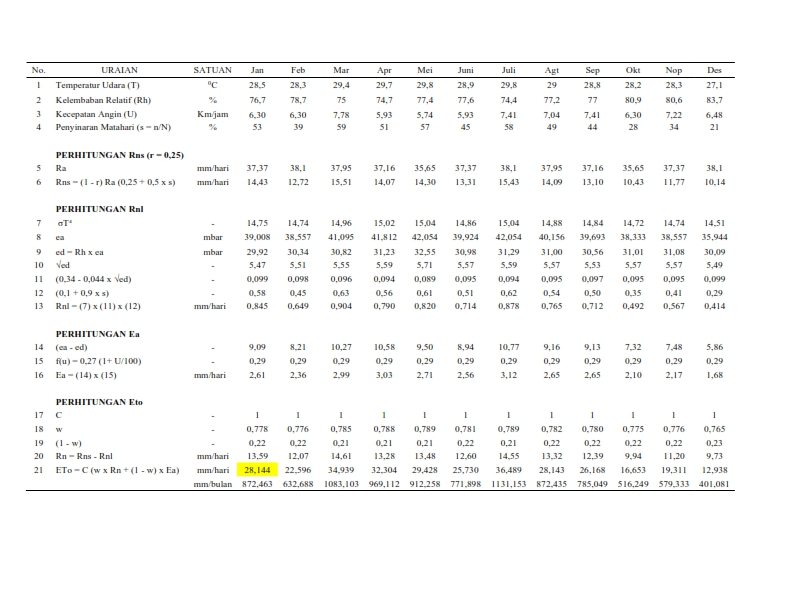 No. URAIAN SATUAN Jan Feb Mar Apr Mei Juni Juli Agt Sep Okt Nop Des
1 Temperatur Udara (T) ⁰C 28,5 28,3 29,4 29,7 29,8 28,9 29,8 29 28,8 28,2 28,3 27,1
2 Kelembaban Relatif (Rh) % 76,7 78,7 75 74,7 77,4 77,6 74,4 77,2 77 80,9 80,6 83,7
3 Kecepatan Angin (U) Km/jam 6,30 6,30 7,78 5,93 5,74 5,93 7,41 7,04 7,41 6,30 7,22 6,48
4 Penyinaran Matahari (s = n/N) % 53 39 59 51 57 45 58 49 44 28 34 21
PERHITUNGAN Rns (r = 0,25)
5 Ra mm/hari 37,37 38,1 37,95 37,16 35,65 37,37 38,1 37,95 37,16 35,65 37,37 38,1
6 Rns = (1 - r) Ra (0,25 + 0,5 x s) mm/hari 14,43 12,72 15,51 14,07 14,30 13,31 15,43 14,09 13,10 10,43 11,77 10,14
PERHITUNGAN Rnl
7 σT⁴ - 14,75 14,74 14,96 15,02 15,04 14,86 15,04 14,88 14,84 14,72 14,74 14,51
8 ea mbar 39,008 38,557 41,095 41,812 42,054 39,924 42,054 40,156 39,693 38,333 38,557 35,944
9 ed = Rh x ea mbar 29,92 30,34 30,82 31,23 32,55 30,98 31,29 31,00 30,56 31,01 31,08 30,09
10 √ed - 5,47 5,51 5,55 5,59 5,71 5,57 5,59 5,57 5,53 5,57 5,57 5,49
11 (0,34 - 0,044 x √ed) - 0,099 0,098 0,096 0,094 0,089 0,095 0,094 0,095 0,097 0,095 0,095 0,099
12 (0,1 + 0,9 x s) - 0,58 0,45 0,63 0,56 0,61 0,51 0,62 0,54 0,50 0,35 0,41 0,29
13 Rnl = (7) x (11) x (12) mm/hari 0,845 0,649 0,904 0,790 0,820 0,714 0,878 0,765 0,712 0,492 0,567 0,414
PERHITUNGAN Ea
14 (ea - ed) - 9,09 8,21 10,27 10,58 9,50 8,94 10,77 9,16 9,13 7,32 7,48 5,86
15 f(u) = 0,27 (1+ U/100) - 0,29 0,29 0,29 0,29 0,29 0,29 0,29 0,29 0,29 0,29 0,29 0,29
16 Ea = (14) x (15) mm/hari 2,61 2,36 2,99 3,03 2,71 2,56 3,12 2,65 2,65 2,10 2,17 1,68
PERHITUNGAN Eto
17 C - 1 1 1 1 1 1 1 1 1 1 1 1
18 w - 0,778 0,776 0,785 0,788 0,789 0,781 0,789 0,782 0,780 0,775 0,776 0,765
19 (1 - w) - 0,22 0,22 0,21 0,21 0,21 0,22 0,21 0,22 0,22 0,22 0,22 0,23
20 Rn = Rns - Rnl mm/hari 13,59 12,07 14,61 13,28 13,48 12,60 14,55 13,32 12,39 9,94 11,20 9,73
21 ETo = C (w x Rn + (1 - w) x Ea) mm/hari 28,144 22,596 34,939 32,304 29,428 25,730 36,489 28,143 26,168 16,653 19,311 12,938
mm/bulan 872,463 632,688 1083,103 969,112 912,258 771,898 1131,153 872,435 785,049 516,249 579,333 401,081